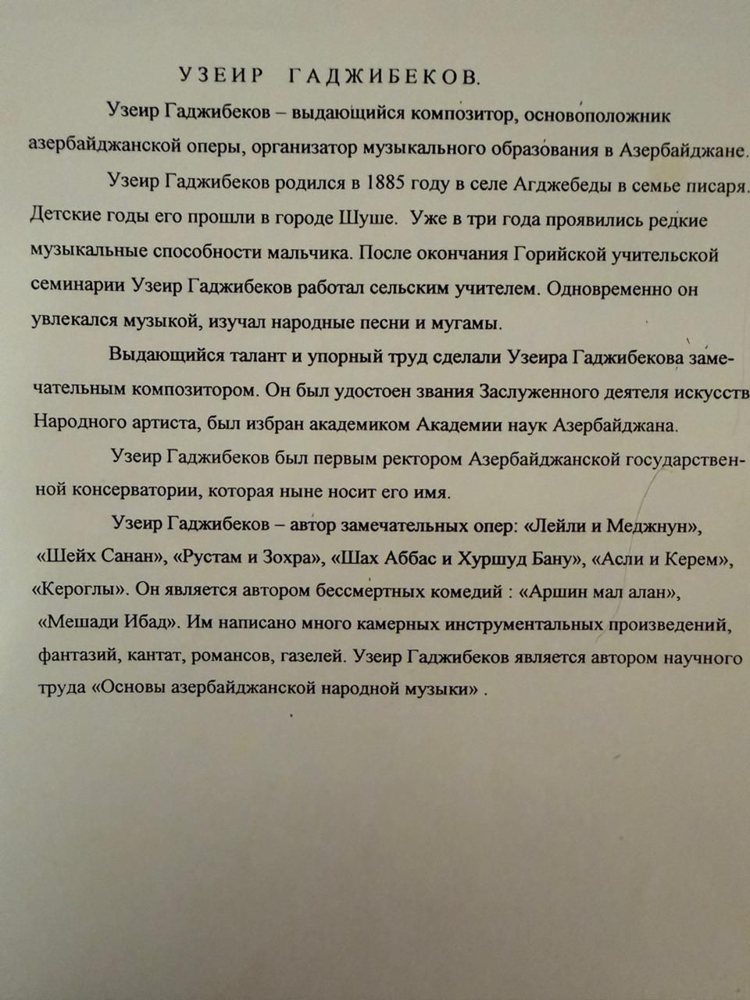 УЗЕИР ГАДЖИБЕКОВ.
Узеир Гаджибеков – выдающийся композитор, основоположник
азербайджанской оперы, организатор музыкального образования в Азербайджане.
Узеир Гаджибеков родился в 1885 году в селе Агджебеды в семье писаря.
Детские годы его прошли в городе Шуше. Уже в три года проявились редкие
музыкальные способности мальчика. После окончания Горийской учительской
семинарии Узеир Гаджибеков работал сельским учителем. Одновременно он
увлекался музыкой, изучал народные песни и мугамы.
Выдающийся талант и упорный труд сделали Узеира Гаджибекова заме-
чательным композитором. Он был удостоен звания Заслуженного деятеля искусств
Народного артиста, был избран академиком Академии наук Азербайджана.
Узеир Гаджибеков был первым ректором Азербайджанской государствен-
ной консерватории, которая ныне носит его имя.
Узеир Гаджибеков – автор замечательных опер: «Лейли и Меджнун»,
«Шейх Санан», «Рустам и Зохра», «Шах Аббас и Хуршуд Бану», «Асли и Керем»,
«Кероглы». Он является автором бессмертных комедий : «Аршин мал алан»,
«Мешади Ибад». Им написано много камерных инструментальных произведений,
фантазий, кантат, романсов, газелей. Узеир Гаджибеков является автором научного
труда «Основы азербайджанской народной музыки» .